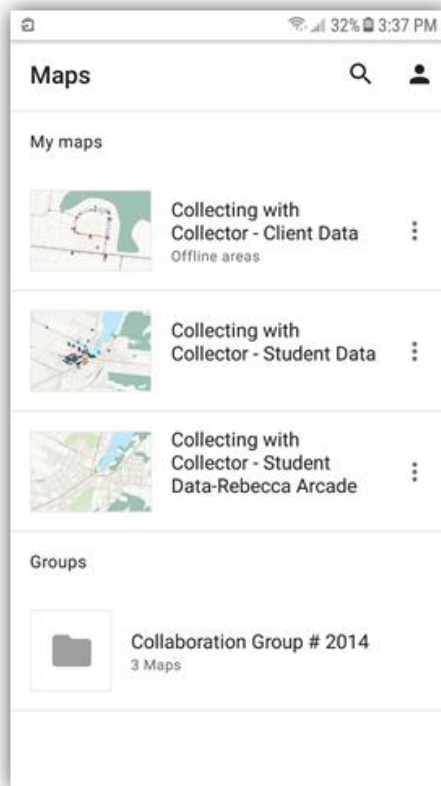 32% 3:37 PM
Maps
My maps
Collecting with
Collector - Client Data
Offline areas
Collecting with
Collector - Student Data
Collecting with
Collector - Student
Data-Rebecca Arcade
Groups
Collaboration Group # 2014
3 Maps